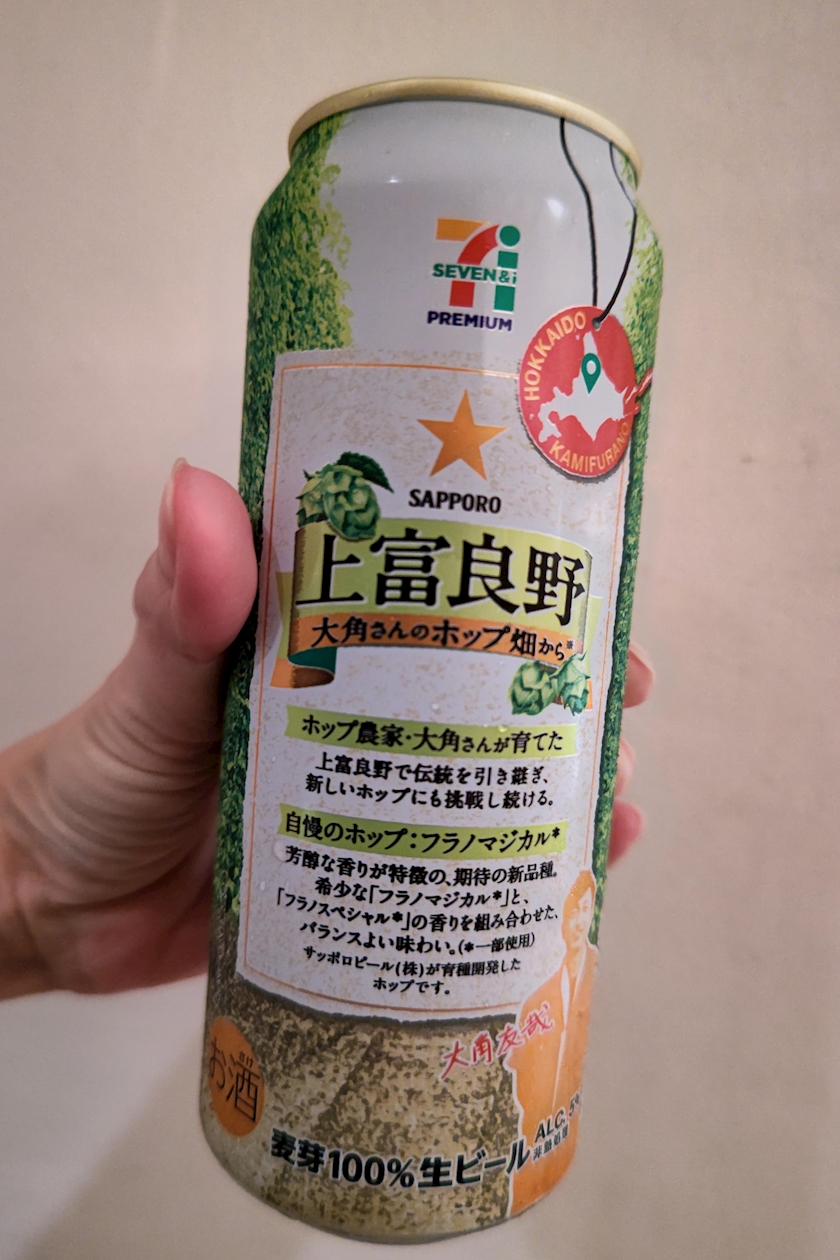 SEVEN&i
PREMIUM
HOKKAIDO
KAMIFURANO
SAPPORO
上富良野
大角さんのホップ畑から※
ホップ農家・大角さんが育てた
上富良野で伝統を引き継ぎ、
新しいホップにも挑戦し続ける。
自慢のホップ：フラノマジカル＊
芳醇な香りが特徴の、期待の新品種。
希少な「フラノマジカル＊」と、
「フラノスペシャル＊」の香りを組み合わせた、
バランスよい味わい。(＊一部使用)
サッポロビール(株)が育種開発した
ホップです。
大角友哉
お酒
麦芽100%生ビール
ALC. 5%
非熱処理